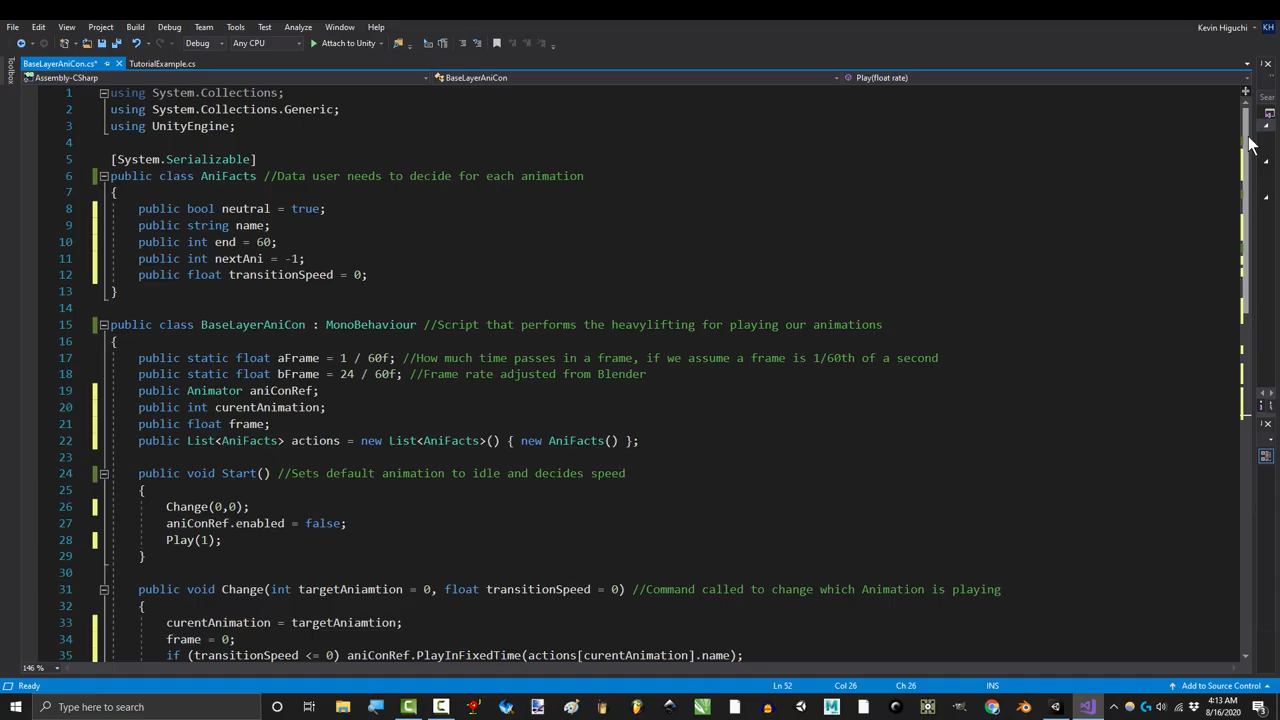 File Edit View Project Build Debug Team Tools Test Analyze Window Help Kevin Higuchi KH
Debug Any CPU Attach to Unity
BaseLayerAniCon.cs* TutorialExample.cs
Toolbox
Assembly-CSharp BaseLayerAniCon Play(float rate)
Sear
1 using System.Collections;
2 using System.Collections.Generic;
3 using UnityEngine;
4
5 [System.Serializable]
6 public class AniFacts //Data user needs to decide for each animation
7 {
8 public bool neutral = true;
9 public string name;
10 public int end = 60;
11 public int nextAni = -1;
12 public float transitionSpeed = 0;
13 }
14
15 public class BaseLayerAniCon : MonoBehaviour //Script that performs the heavylifting for playing our animations
16 {
17 public static float aFrame = 1 / 60f; //How much time passes in a frame, if we assume a frame is 1/60th of a second
18 public static float bFrame = 24 / 60f; //Frame rate adjusted from Blender
19 public Animator aniConRef;
20 public int curentAnimation;
21 public float frame;
22 public List<AniFacts> actions = new List<AniFacts>() { new AniFacts() };
23
24 public void Start() //Sets default animation to idle and decides speed
25 {
26 Change(0,0);
27 aniConRef.enabled = false;
28 Play(1);
29 }
30
31 public void Change(int targetAniamtion = 0, float transitionSpeed = 0) //Command called to change which Animation is playing
32 {
33 curentAnimation = targetAniamtion;
34 frame = 0;
35 if (transitionSpeed <= 0) aniConRef.PlayInFixedTime(actions[curentAnimation].name);
146 %
Ready Ln 52 Col 26 Ch 26 INS Add to Source Control
Type here to search 4:13 AM
8/16/2020